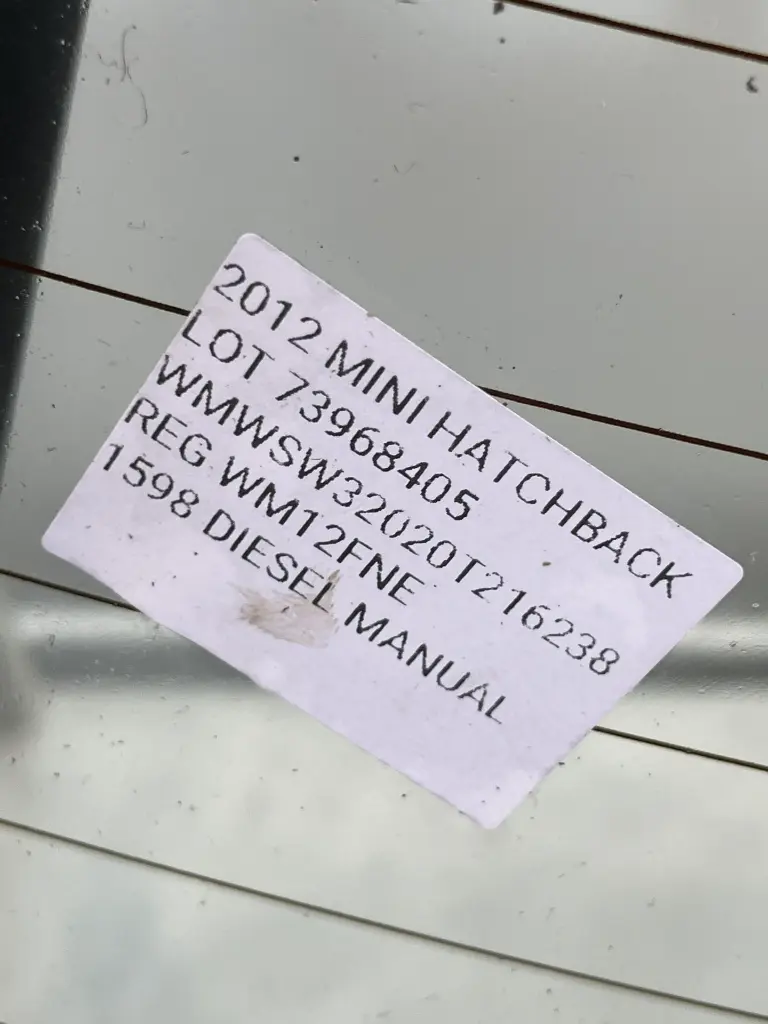 2012 MINI HATCHBACK
LOT 73968405
WMWSW32020T216238
REG WM12FNE
1598 DIESEL MANUAL